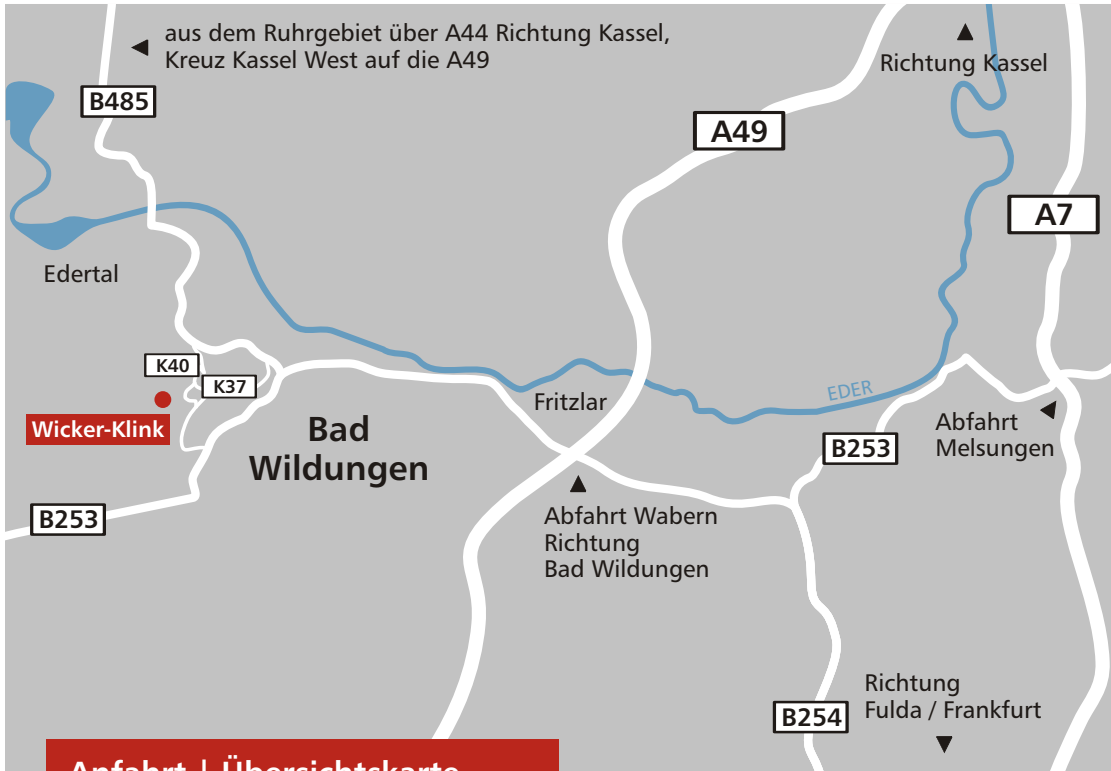 aus dem Ruhrgebiet über A44 Richtung Kassel,
Kreuz Kassel West auf die A49
Richtung Kassel
B485
A49
A7
Edertal
K40
K37
EDER
Fritzlar
Wicker-Klink
Bad
Wildungen
Abfahrt
Melsungen
B253
B253
Abfahrt Wabern
Richtung
Bad Wildungen
Richtung
Fulda / Frankfurt
B254
Anfahrt | Übersichtskarte